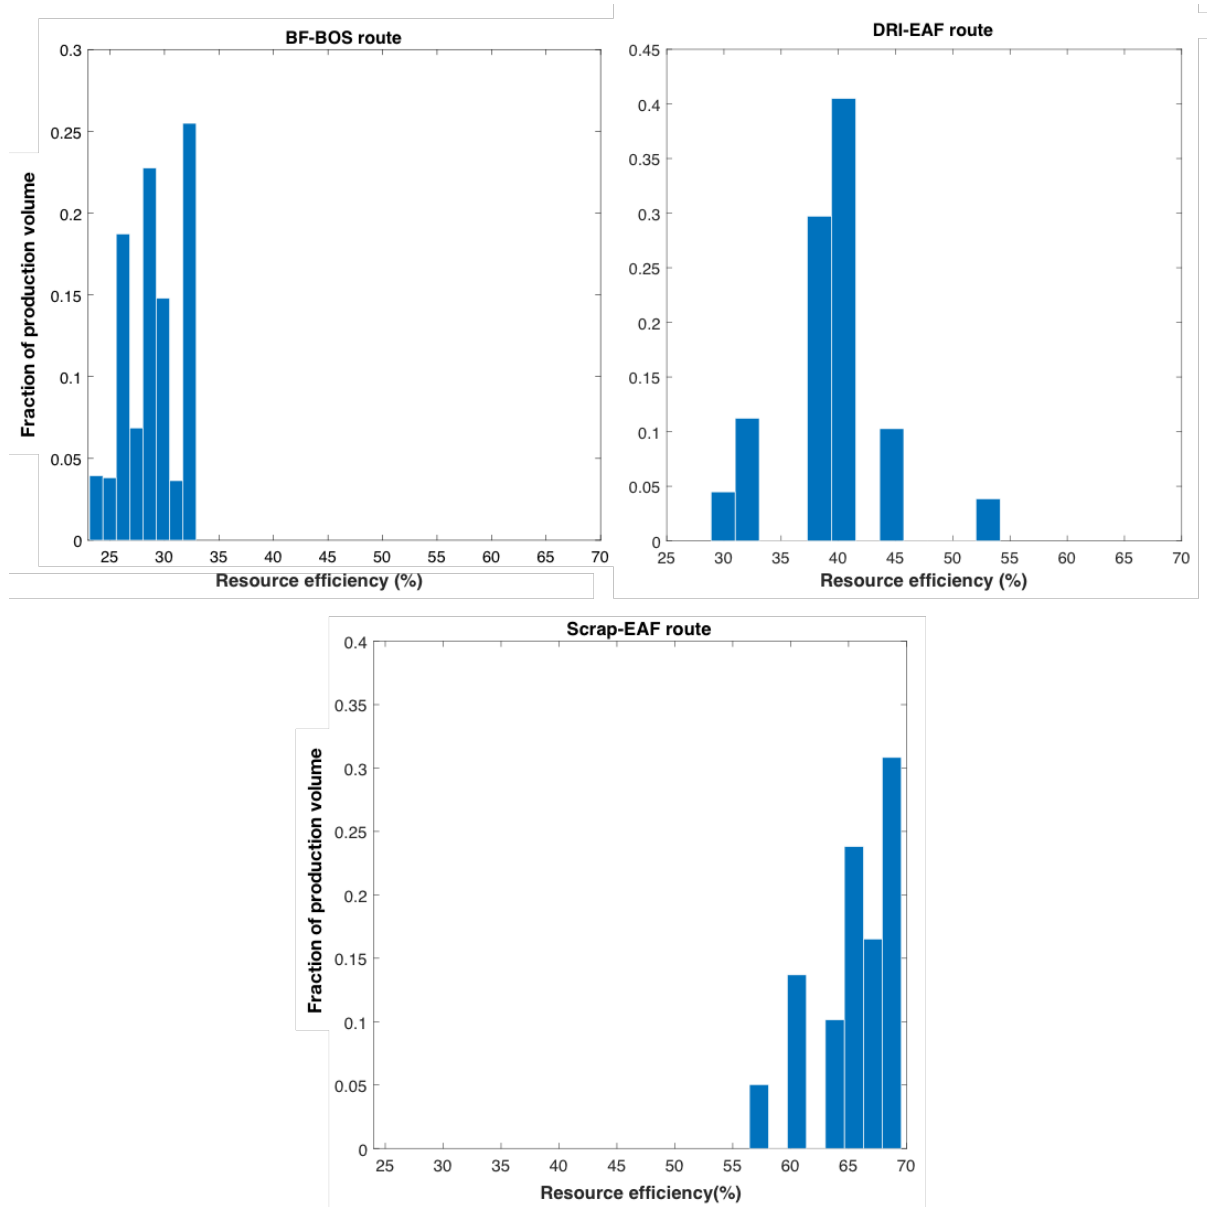 BF-BOS route
0.3
0.25
0.2
0.15
0.1
0.05
0
Fraction of production volume
25 30 35 40 45 50 55 60 65 70
Resource efficiency (%)
DRI-EAF route
0.45
0.4
0.35
0.3
0.25
0.2
0.15
0.1
0.05
0
25 30 35 40 45 50 55 60 65 70
Resource efficiency (%)
Scrap-EAF route
0.4
0.35
0.3
0.25
0.2
0.15
0.1
0.05
0
Fraction of production volume
25 30 35 40 45 50 55 60 65 70
Resource efficiency(%)